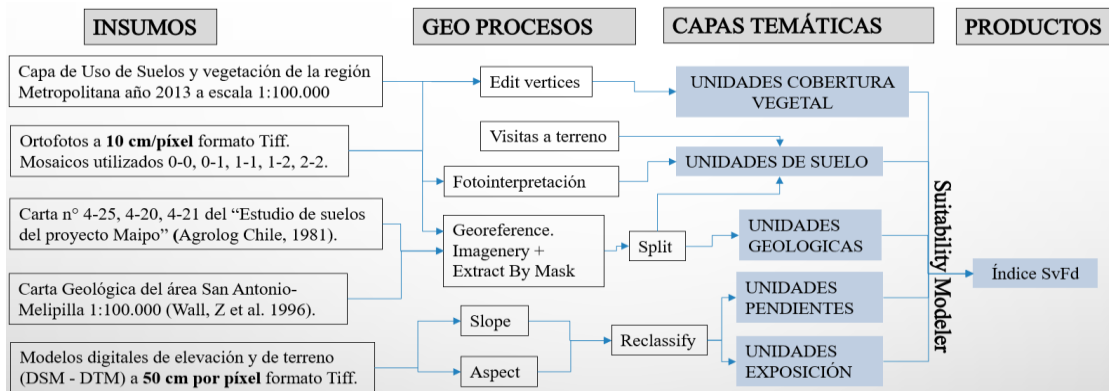 INSUMOS
GEO PROCESOS
CAPAS TEMÁTICAS
PRODUCTOS
Capa de Uso de Suelos y vegetación de la región
Metropolitana año 2013 a escala 1:100.000
Ortofotos a 10 cm/píxel formato Tiff.
Mosaicos utilizados 0-0, 0-1, 1-1, 1-2, 2-2.
Carta n° 4-25, 4-20, 4-21 del “Estudio de suelos
del proyecto Maipo” (Agrolog Chile, 1981).
Carta Geológica del área San Antonio-
Melipilla 1:100.000 (Wall, Z et al. 1996).
Modelos digitales de elevación y de terreno
(DSM - DTM) a 50 cm por píxel formato Tiff.
Edit vertices
Visitas a terreno
Fotointerpretación
Georeference.
Imagenery +
Extract By Mask
Split
Slope
Aspect
Reclassify
UNIDADES COBERTURA
VEGETAL
UNIDADES DE SUELO
UNIDADES
GEOLOGICAS
UNIDADES
PENDIENTES
UNIDADES
EXPOSICIÓN
Suitability Modeler
Índice SvFd